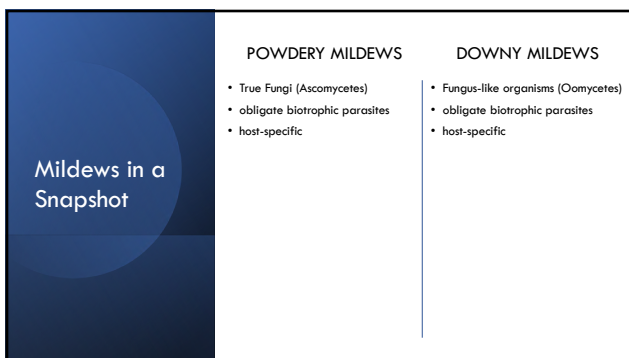 Mildews in a
Snapshot
POWDERY MILDEWS
• True Fungi (Ascomycetes)
• obligate biotrophic parasites
• host-specific
DOWNY MILDEWS
• Fungus-like organisms (Oomycetes)
• obligate biotrophic parasites
• host-specific